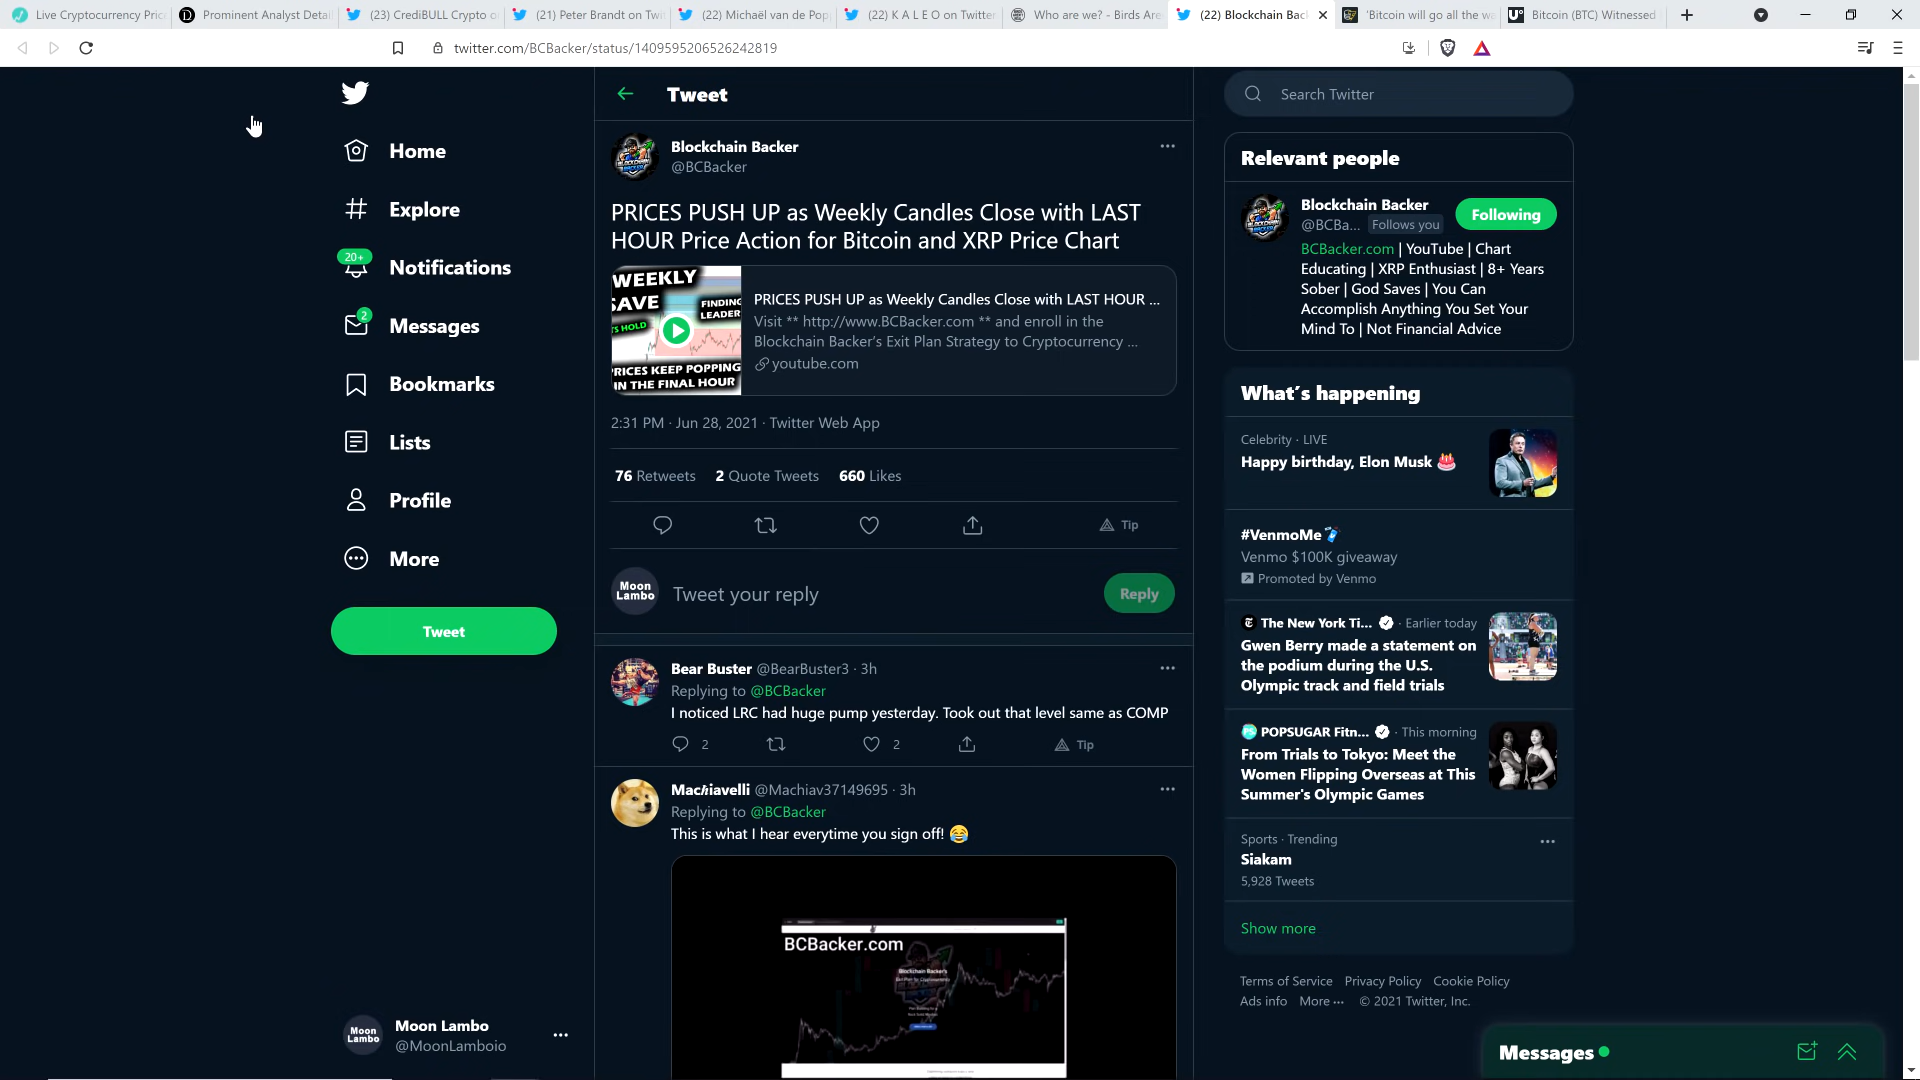 Live Cryptocurrency Pric
Prominent Analyst Detail
(23) CrediBULL Crypto o
(21) Peter Brandt on Twi
(22) Michaël van de Pop
(22) K A L E O on Twitter
Who are we? - Birds Are
(22) Blockchain Bac
'Bitcoin will go all the wa
Bitcoin (BTC) Witnessed
twitter.com/BCBacker/status/1409595206526242819
Home
Explore
20+
Notifications
2
Messages
Bookmarks
Lists
Profile
More
Tweet
Moon Lambo
Moon Lambo
@MoonLamboio
Tweet
Blockchain Backer
@BCBacker
PRICES PUSH UP as Weekly Candles Close with LAST
HOUR Price Action for Bitcoin and XRP Price Chart
WEEKLY
SAVE
FINDING
LEADER
TS HOLD
PRICES KEEP POPPING
IN THE FINAL HOUR
PRICES PUSH UP as Weekly Candles Close with LAST HOUR ...
Visit ** http://www.BCBacker.com ** and enroll in the
Blockchain Backer's Exit Plan Strategy to Cryptocurrency ...
youtube.com
2:31 PM · Jun 28, 2021 · Twitter Web App
76 Retweets 2 Quote Tweets 660 Likes
Tip
Moon Lambo
Tweet your reply
Reply
Bear Buster @BearBuster3 · 3h
Replying to @BCBacker
I noticed LRC had huge pump yesterday. Took out that level same as COMP
2 2 Tip
Machiavelli @Machiav37149695 · 3h
Replying to @BCBacker
This is what I hear everytime you sign off! 😂
BCBacker.com
Search Twitter
Relevant people
Blockchain Backer
@BCBa... Follows you
Following
BCBacker.com | YouTube | Chart
Educating | XRP Enthusiast | 8+ Years
Sober | God Saves | You Can
Accomplish Anything You Set Your
Mind To | Not Financial Advice
What's happening
Celebrity · LIVE
Happy birthday, Elon Musk 🎂
#VenmoMe
Venmo $100K giveaway
Promoted by Venmo
The New York Ti... · Earlier today
Gwen Berry made a statement on
the podium during the U.S.
Olympic track and field trials
POPSUGAR Fitn... · This morning
From Trials to Tokyo: Meet the
Women Flipping Overseas at This
Summer's Olympic Games
Sports · Trending
Siakam
5,928 Tweets
Show more
Terms of Service Privacy Policy Cookie Policy
Ads info More ··· © 2021 Twitter, Inc.
Messages